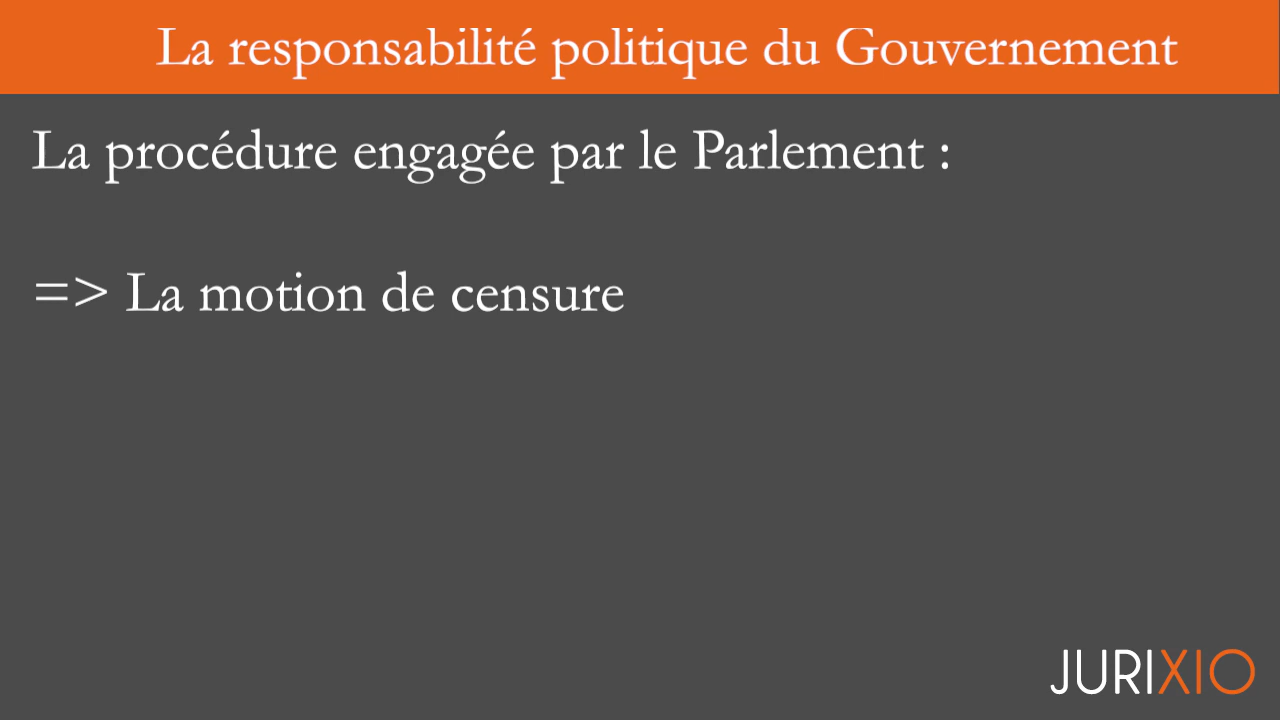 La responsabilité politique du Gouvernement
La procédure engagée par le Parlement :
=> La motion de censure
JURIXIO